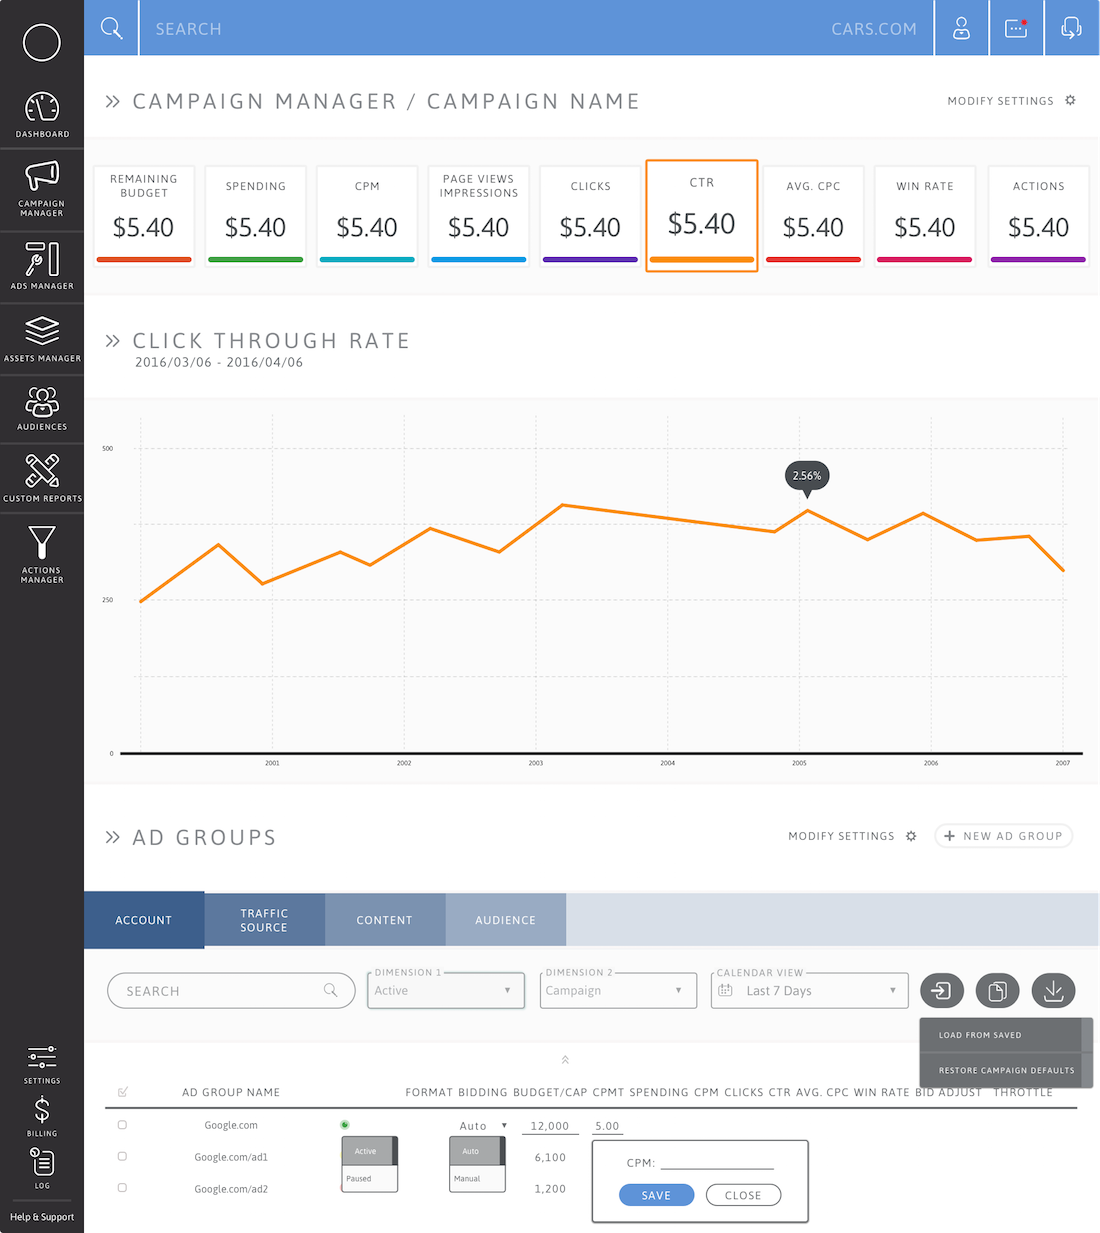 SEARCH
CARS.COM
DASHBOARD
CAMPAIGN
MANAGER
ADS MANAGER
ASSETS MANAGER
AUDIENCES
CUSTOM REPORTS
ACTIONS
MANAGER
SETTINGS
BILLING
LOG
Help & Support
» CAMPAIGN MANAGER / CAMPAIGN NAME
MODIFY SETTINGS
REMAINING
BUDGET
$5.40
SPENDING
$5.40
CPM
$5.40
PAGE VIEWS
IMPRESSIONS
$5.40
CLICKS
$5.40
CTR
$5.40
AVG. CPC
$5.40
WIN RATE
$5.40
ACTIONS
$5.40
» CLICK THROUGH RATE
2016/03/06 - 2016/04/06
500
2.56%
250
0
2001 2002 2003 2004 2005 2006 2007
» AD GROUPS
MODIFY SETTINGS
+ NEW AD GROUP
ACCOUNT
TRAFFIC
SOURCE
CONTENT
AUDIENCE
SEARCH
DIMENSION 1
Active
DIMENSION 2
Campaign
CALENDAR VIEW
Last 7 Days
LOAD FROM SAVED
RESTORE CAMPAIGN DEFAULTS
AD GROUP NAME FORMAT BIDDING BUDGET/CAP CPMT SPENDING CPM CLICKS CTR AVG. CPC WIN RATE BID ADJUST THROTTLE
Google.com Auto 12,000 5.00
Google.com/ad1 Active Auto 6,100
Paused Manual
Google.com/ad2 1,200
CPM:
SAVE CLOSE